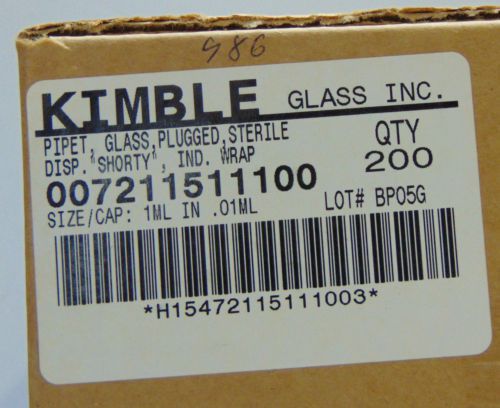 986
KIMBLE GLASS INC.
PIPET, GLASS,PLUGGED,STERILE
DISP."SHORTY", IND. WRAP
QTY
200
007211511100
SIZE/CAP: 1ML IN .01ML
LOT# BP05G
*H15472115111003*